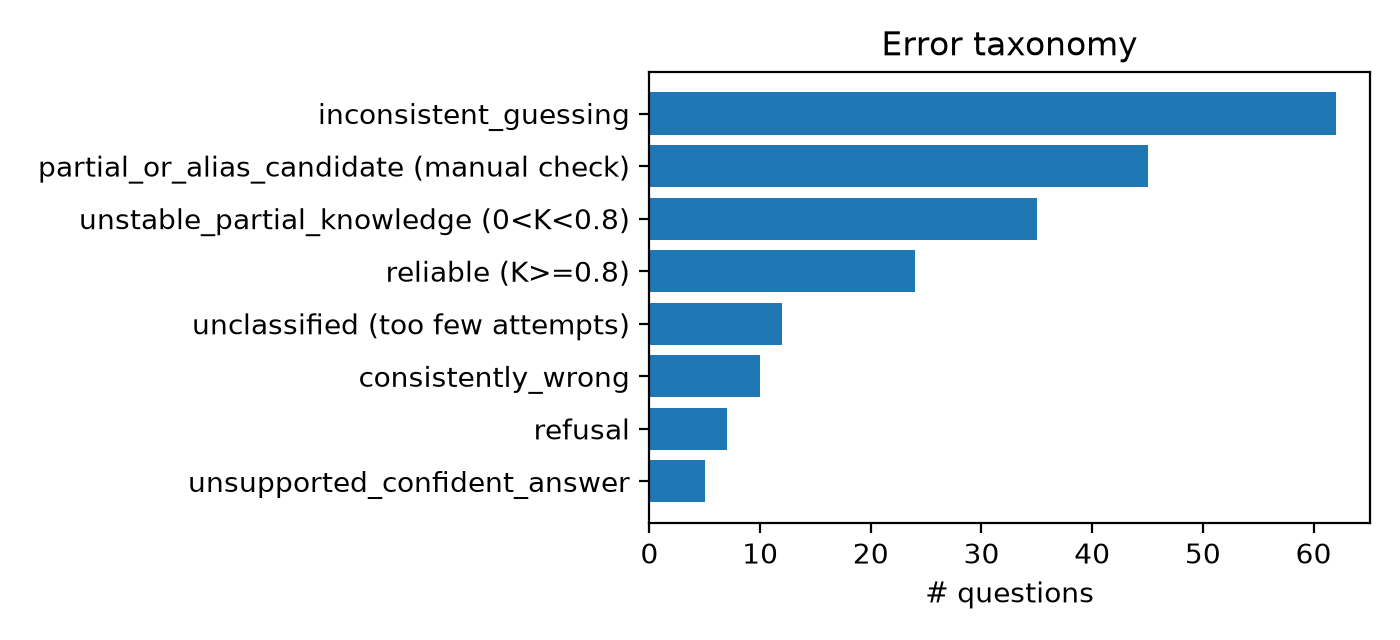 Error taxonomy
inconsistent_guessing
partial_or_alias_candidate (manual check)
unstable_partial_knowledge (0<K<0.8)
reliable (K>=0.8)
unclassified (too few attempts)
consistently_wrong
refusal
unsupported_confident_answer
0 10 20 30 40 50 60
# questions